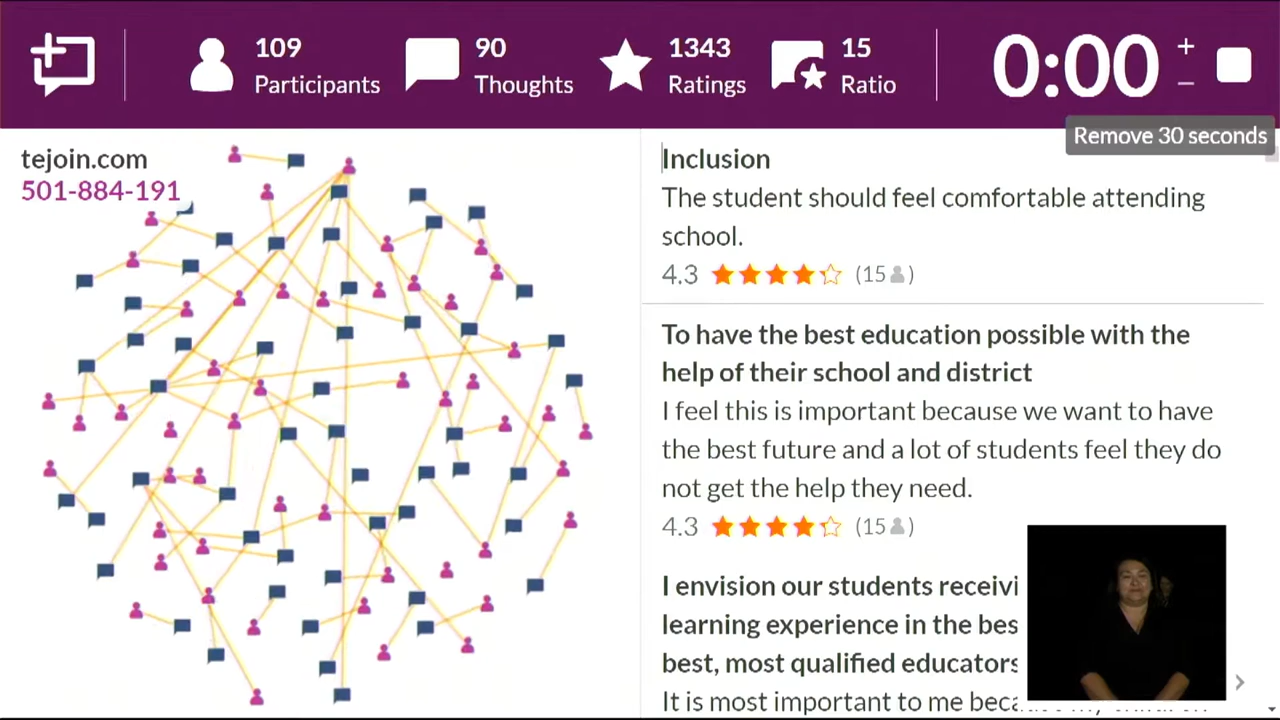 109
Participants
90
Thoughts
1343
Ratings
15
Ratio
0:00
+
−
Remove 30 seconds
tejoin.com
501-884-191
Inclusion
The student should feel comfortable attending
school.
4.3 (15)
To have the best education possible with the
help of their school and district
I feel this is important because we want to have
the best future and a lot of students feel they do
not get the help they need.
4.3 (15)
I envision our students receivi
learning experience in the bes
best, most qualified educators
It is most important to me beca